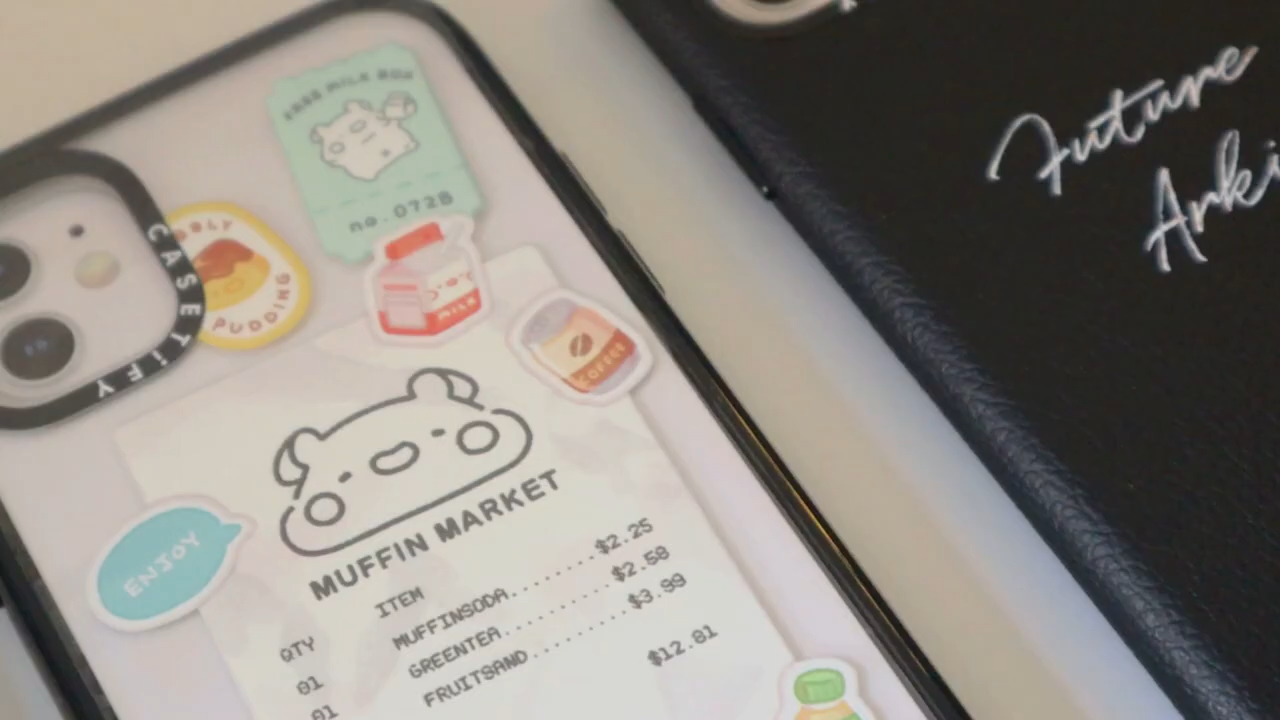 FREE MILK BOX
no.0728
PUDDING
MILK
COFFEE
CASETiFY
ENJOY
MUFFIN MARKET
QTY ITEM
01 MUFFINSODA........$2.25
01 GREENTEA..........$2.58
FRUITSAND.........$3.99
$12.81
Future